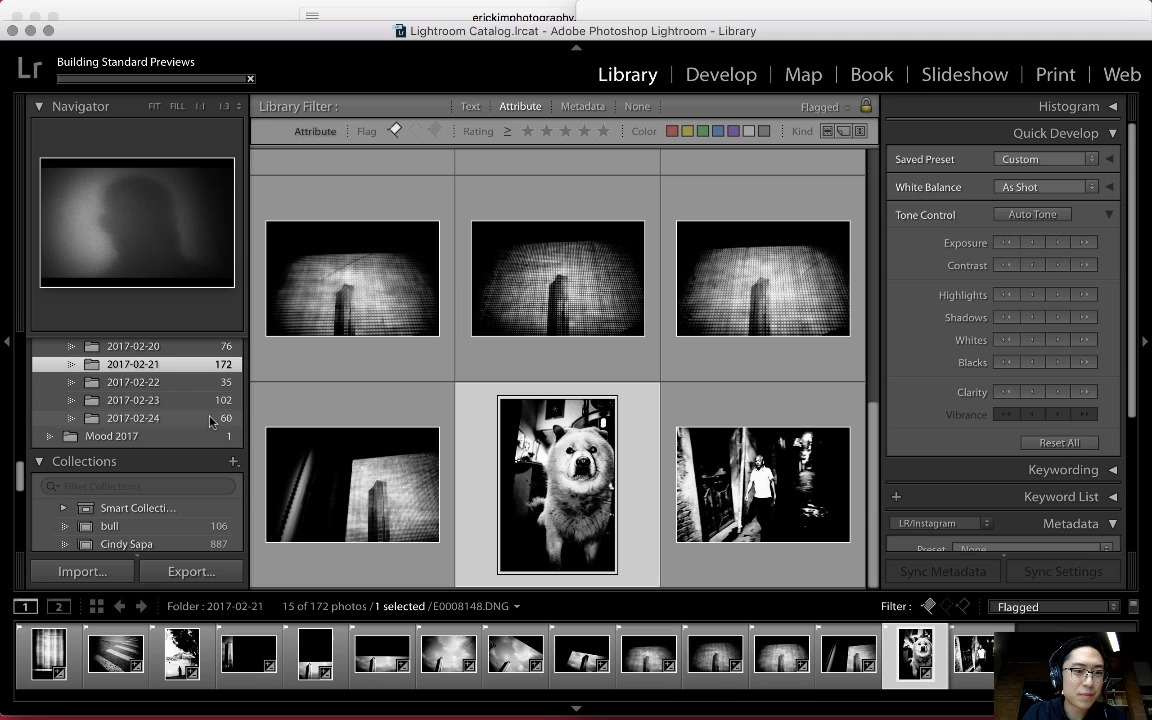 erickimphotography.
Lightroom Catalog.lrcat - Adobe Photoshop Lightroom - Library
Lr
Building Standard Previews
Library | Develop | Map | Book | Slideshow | Print | Web
Navigator FIT FILL 1:1 1:3
Library Filter : Text Attribute Metadata None Flagged
Histogram
Attribute Flag Rating ≥ ★ ★ ★ ★ ★ Color Kind
Quick Develop
Saved Preset Custom
White Balance As Shot
Tone Control Auto Tone
Exposure
Contrast
Highlights
Shadows
Whites
Blacks
Clarity
Vibrance
Reset All
2017-02-20 76
2017-02-21 172
2017-02-22 35
2017-02-23 102
2017-02-24 60
Mood 2017 1
Collections +
Filter Collections
Smart Collecti...
bull 106
Cindy Sapa 887
Keywording
+ Keyword List
LR/Instagram Metadata
Preset None
Import... Export...
Sync Metadata Sync Settings
1 2 Folder : 2017-02-21 15 of 172 photos / 1 selected / E0008148.DNG Filter : Flagged